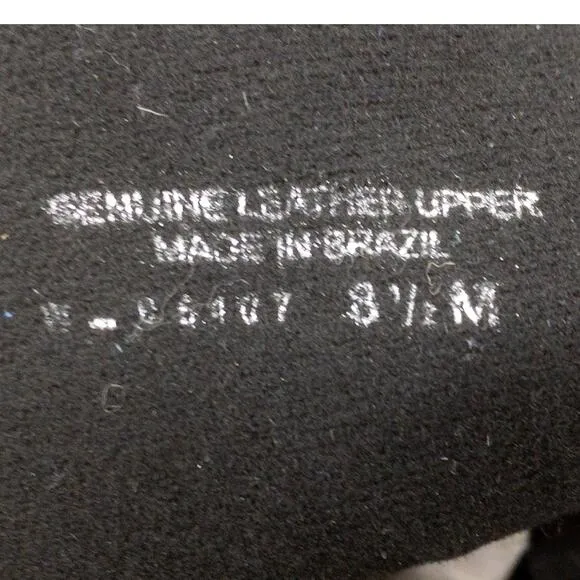 GENUINE LEATHER UPPER
MADE IN BRAZIL
8½M